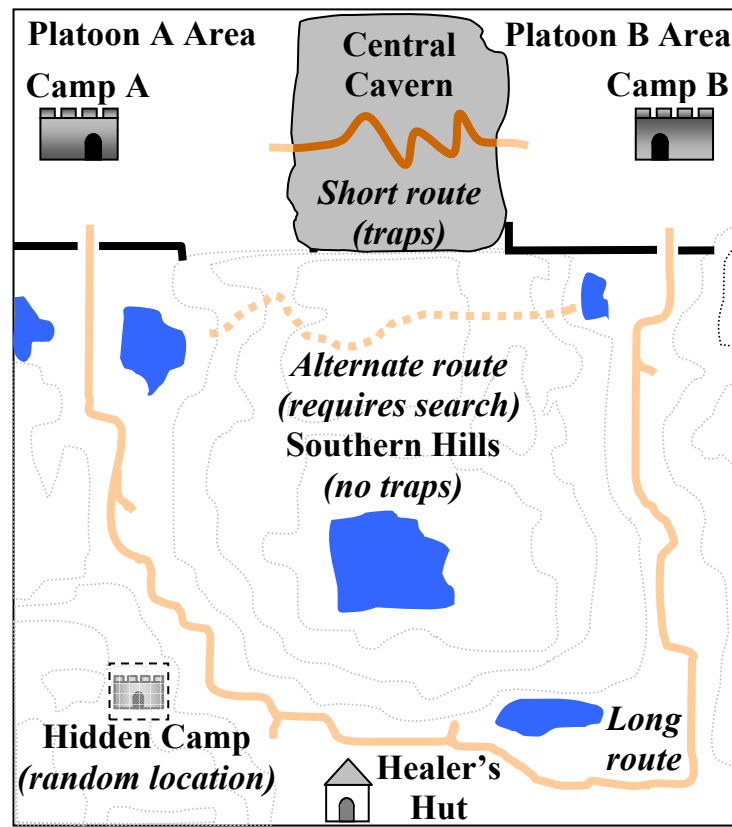 Platoon A Area
Camp A
Central
Cavern
Platoon B Area
Camp B
Short route
(traps)
Alternate route
(requires search)
Southern Hills
(no traps)
Hidden Camp
(random location)
Healer's
Hut
Long
route